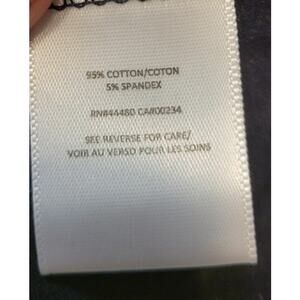 95% COTTON/COTON
5% SPANDEX
RN#44480 CA#00234
SEE REVERSE FOR CARE/
VOIR AU VERSO POUR LES SOINS